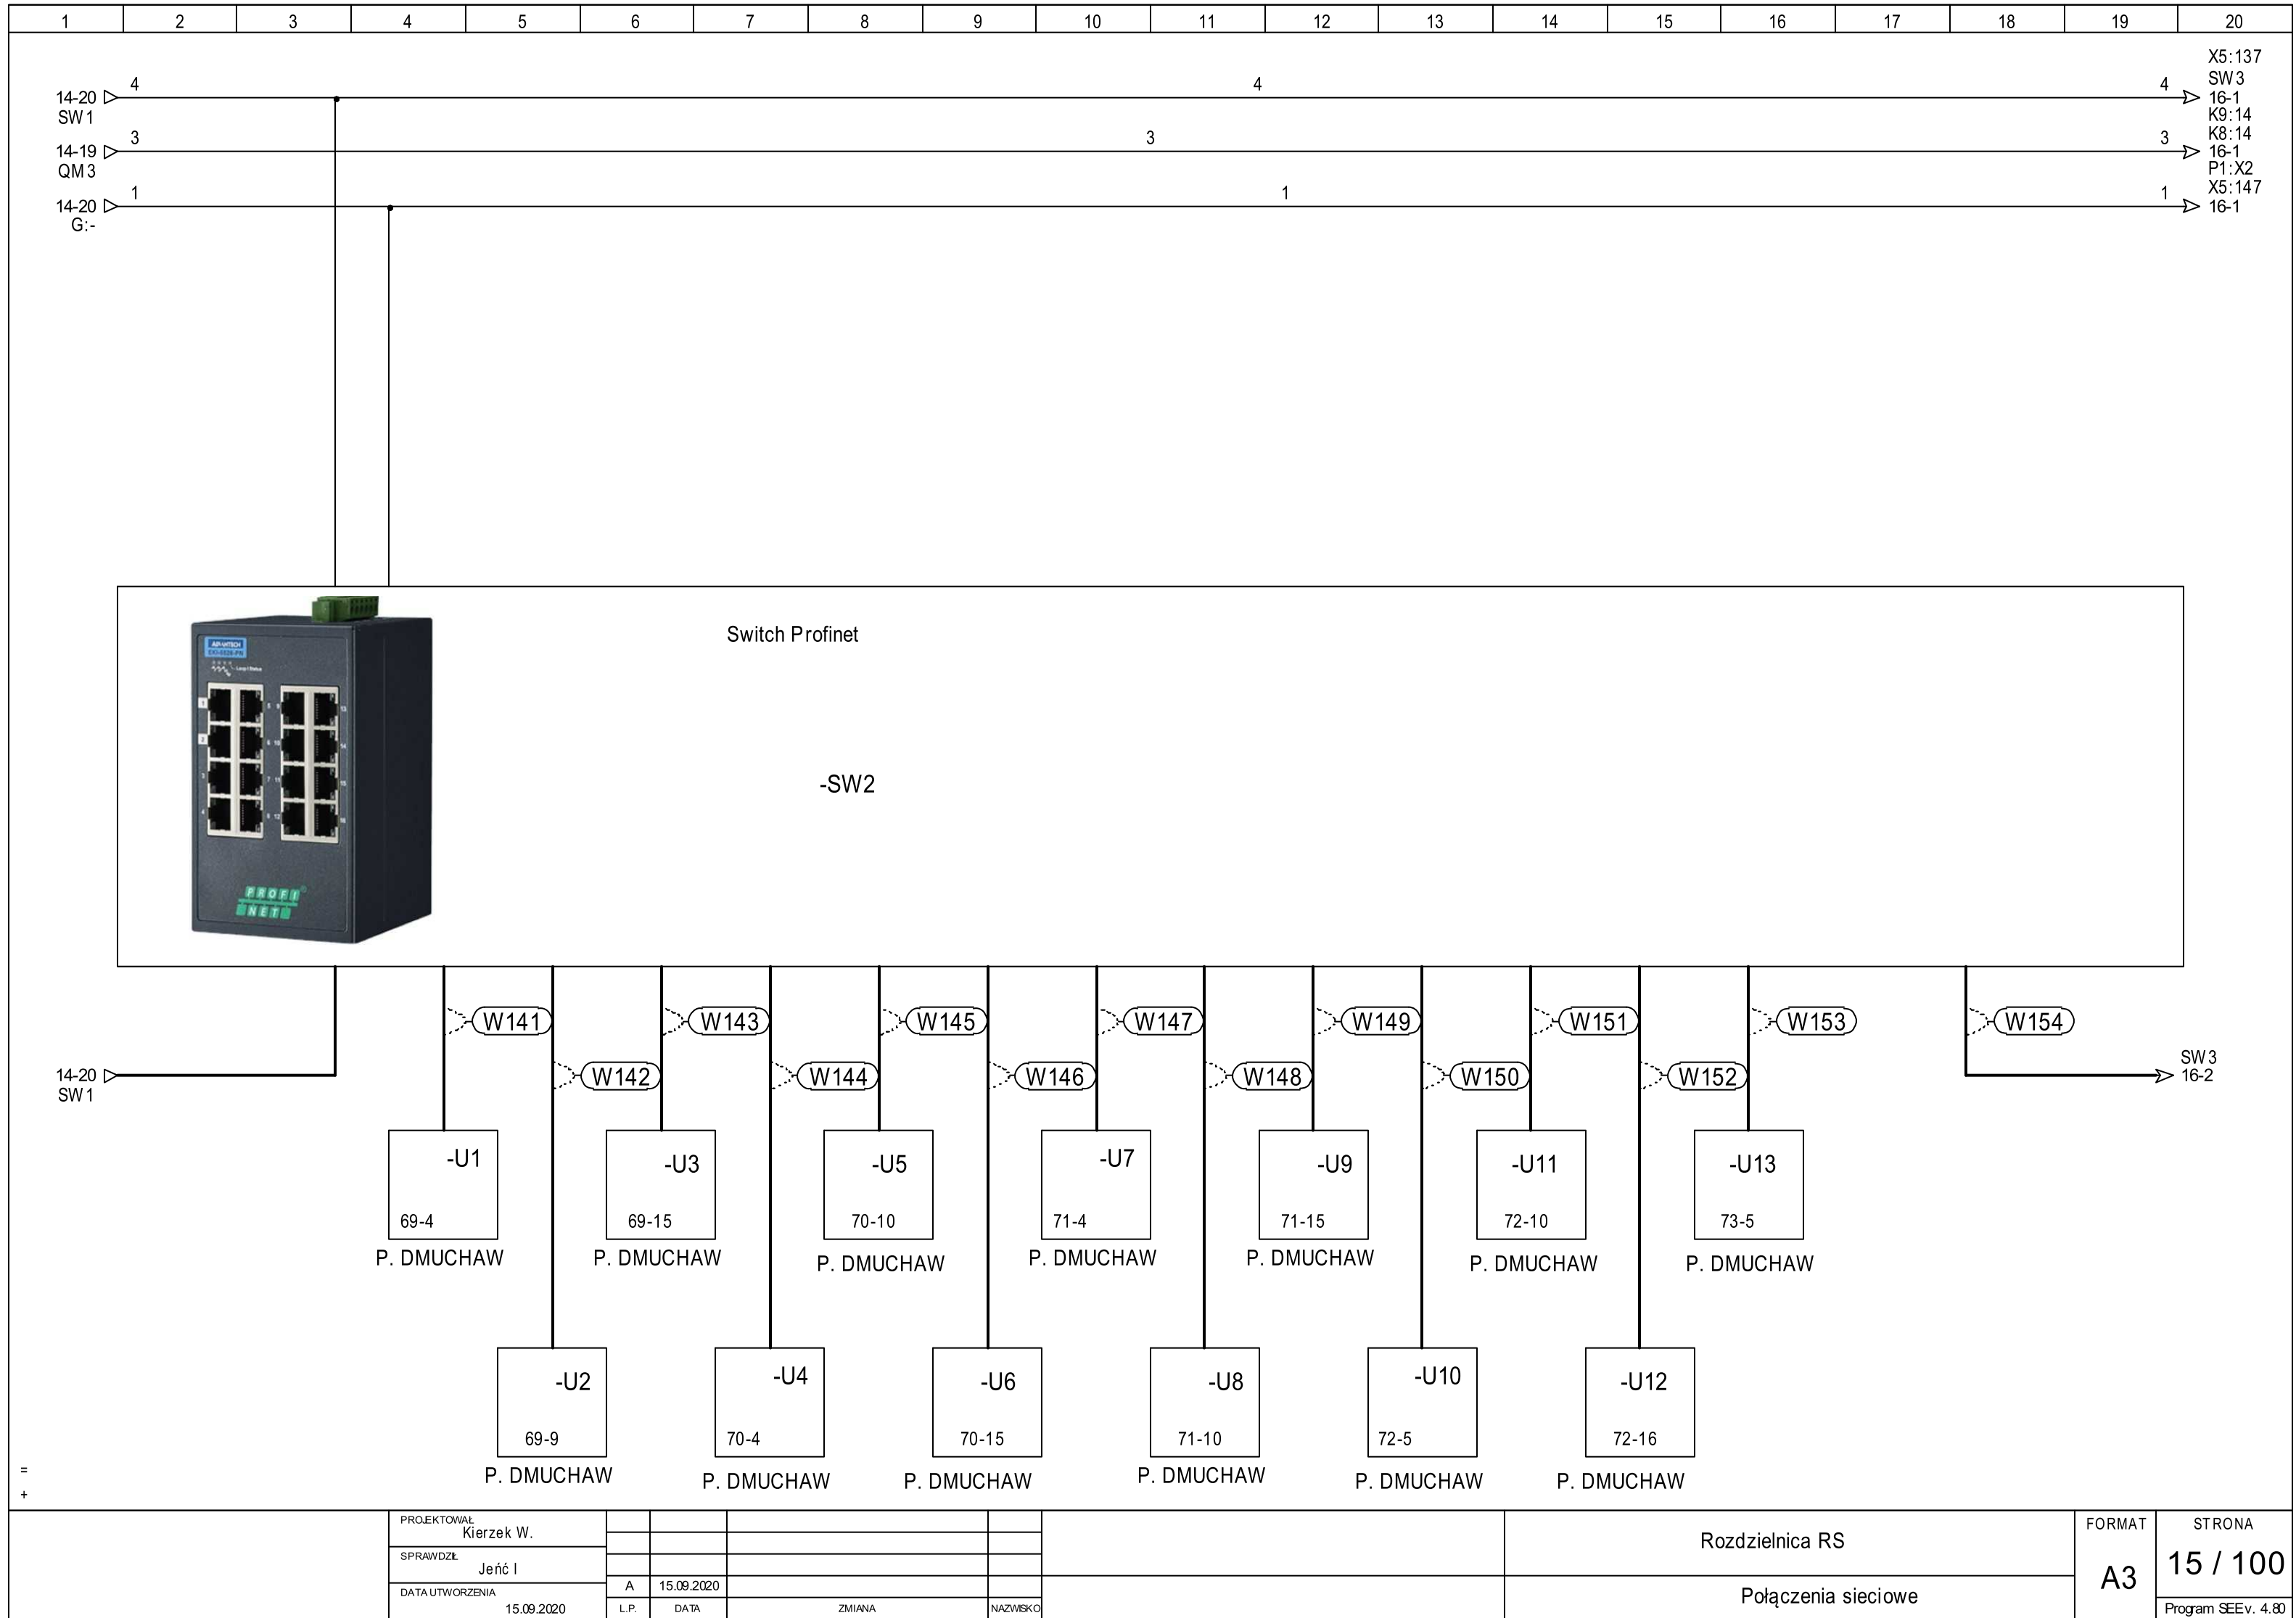 1 2 3 4 5 6 7 8 9 10 11 12 13 14 15 16 17 18 19 20
X5:137
4 4 4 SW3
14-20 16-1
SW1 K9:14
3 3 3 K8:14
14-19 16-1
QM3 P1:X2
1 1 1 X5:147
14-20 16-1
G:-
Switch Profinet
-SW2
PROFI
NET
W141 W143 W145 W147 W149 W151 W153 W154
W142 W144 W146 W148 W150 W152
14-20
SW1
SW3
16-2
-U1 -U3 -U5 -U7 -U9 -U11 -U13
69-4 69-15 70-10 71-4 71-15 72-10 73-5
P. DMUCHAW P. DMUCHAW P. DMUCHAW P. DMUCHAW P. DMUCHAW P. DMUCHAW P. DMUCHAW
-U2 -U4 -U6 -U8 -U10 -U12
69-9 70-4 70-15 71-10 72-5 72-16
P. DMUCHAW P. DMUCHAW P. DMUCHAW P. DMUCHAW P. DMUCHAW P. DMUCHAW
=
+
PROJEKTOWAŁ
Kierzek W.
SPRAWDZIŁ
Jeńć I
DATA UTWORZENIA
15.09.2020
A 15.09.2020
L.P. DATA ZMIANA NAZWISKO
Rozdzielnica RS
Połączenia sieciowe
FORMAT
A3
STRONA
15 / 100
Program SEE v. 4.80